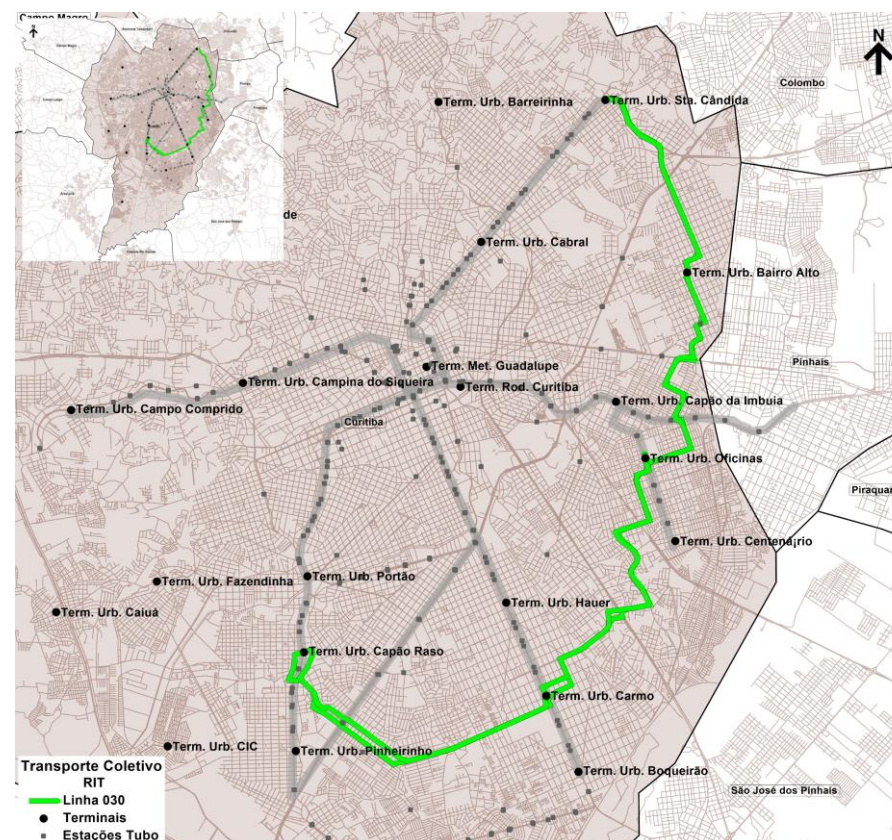 Campo Magro
N
N
Colombo
Term. Urb. Barreirinha
Term. Urb. Sta. Cândida
de
Term. Urb. Cabral
Term. Urb. Bairro Alto
Pinhais
Term. Met. Guadalupe
Term. Urb. Campina do Siqueira
Term. Rod. Curitiba
Term. Urb. Campo Comprido
Term. Urb. Capão da Imbuia
Curitiba
Term. Urb. Oficinas
Piraquar
Term. Urb. Centená¡rio
Term. Urb. Fazendinha
Term. Urb. Portão
Term. Urb. Caiuá
Term. Urb. Hauer
Term. Urb. Capão Raso
Term. Urb. Carmo
Term. Urb. CIC
Term. Urb. Pinheirinho
Term. Urb. Boqueirão
São José dos Pinhais
Transporte Coletivo
RIT
Linha 030
Terminais
Estações Tubo